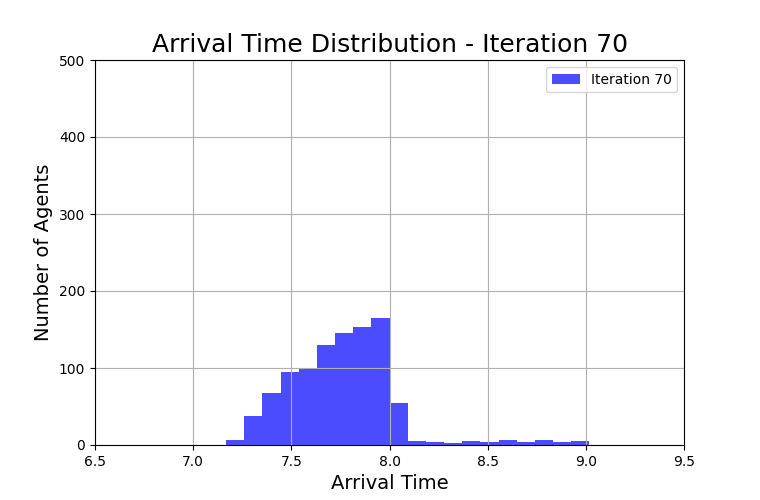 Arrival Time Distribution - Iteration 70
Iteration 70
Number of Agents
500
400
300
200
100
0
6.5 7.0 7.5 8.0 8.5 9.0 9.5
Arrival Time